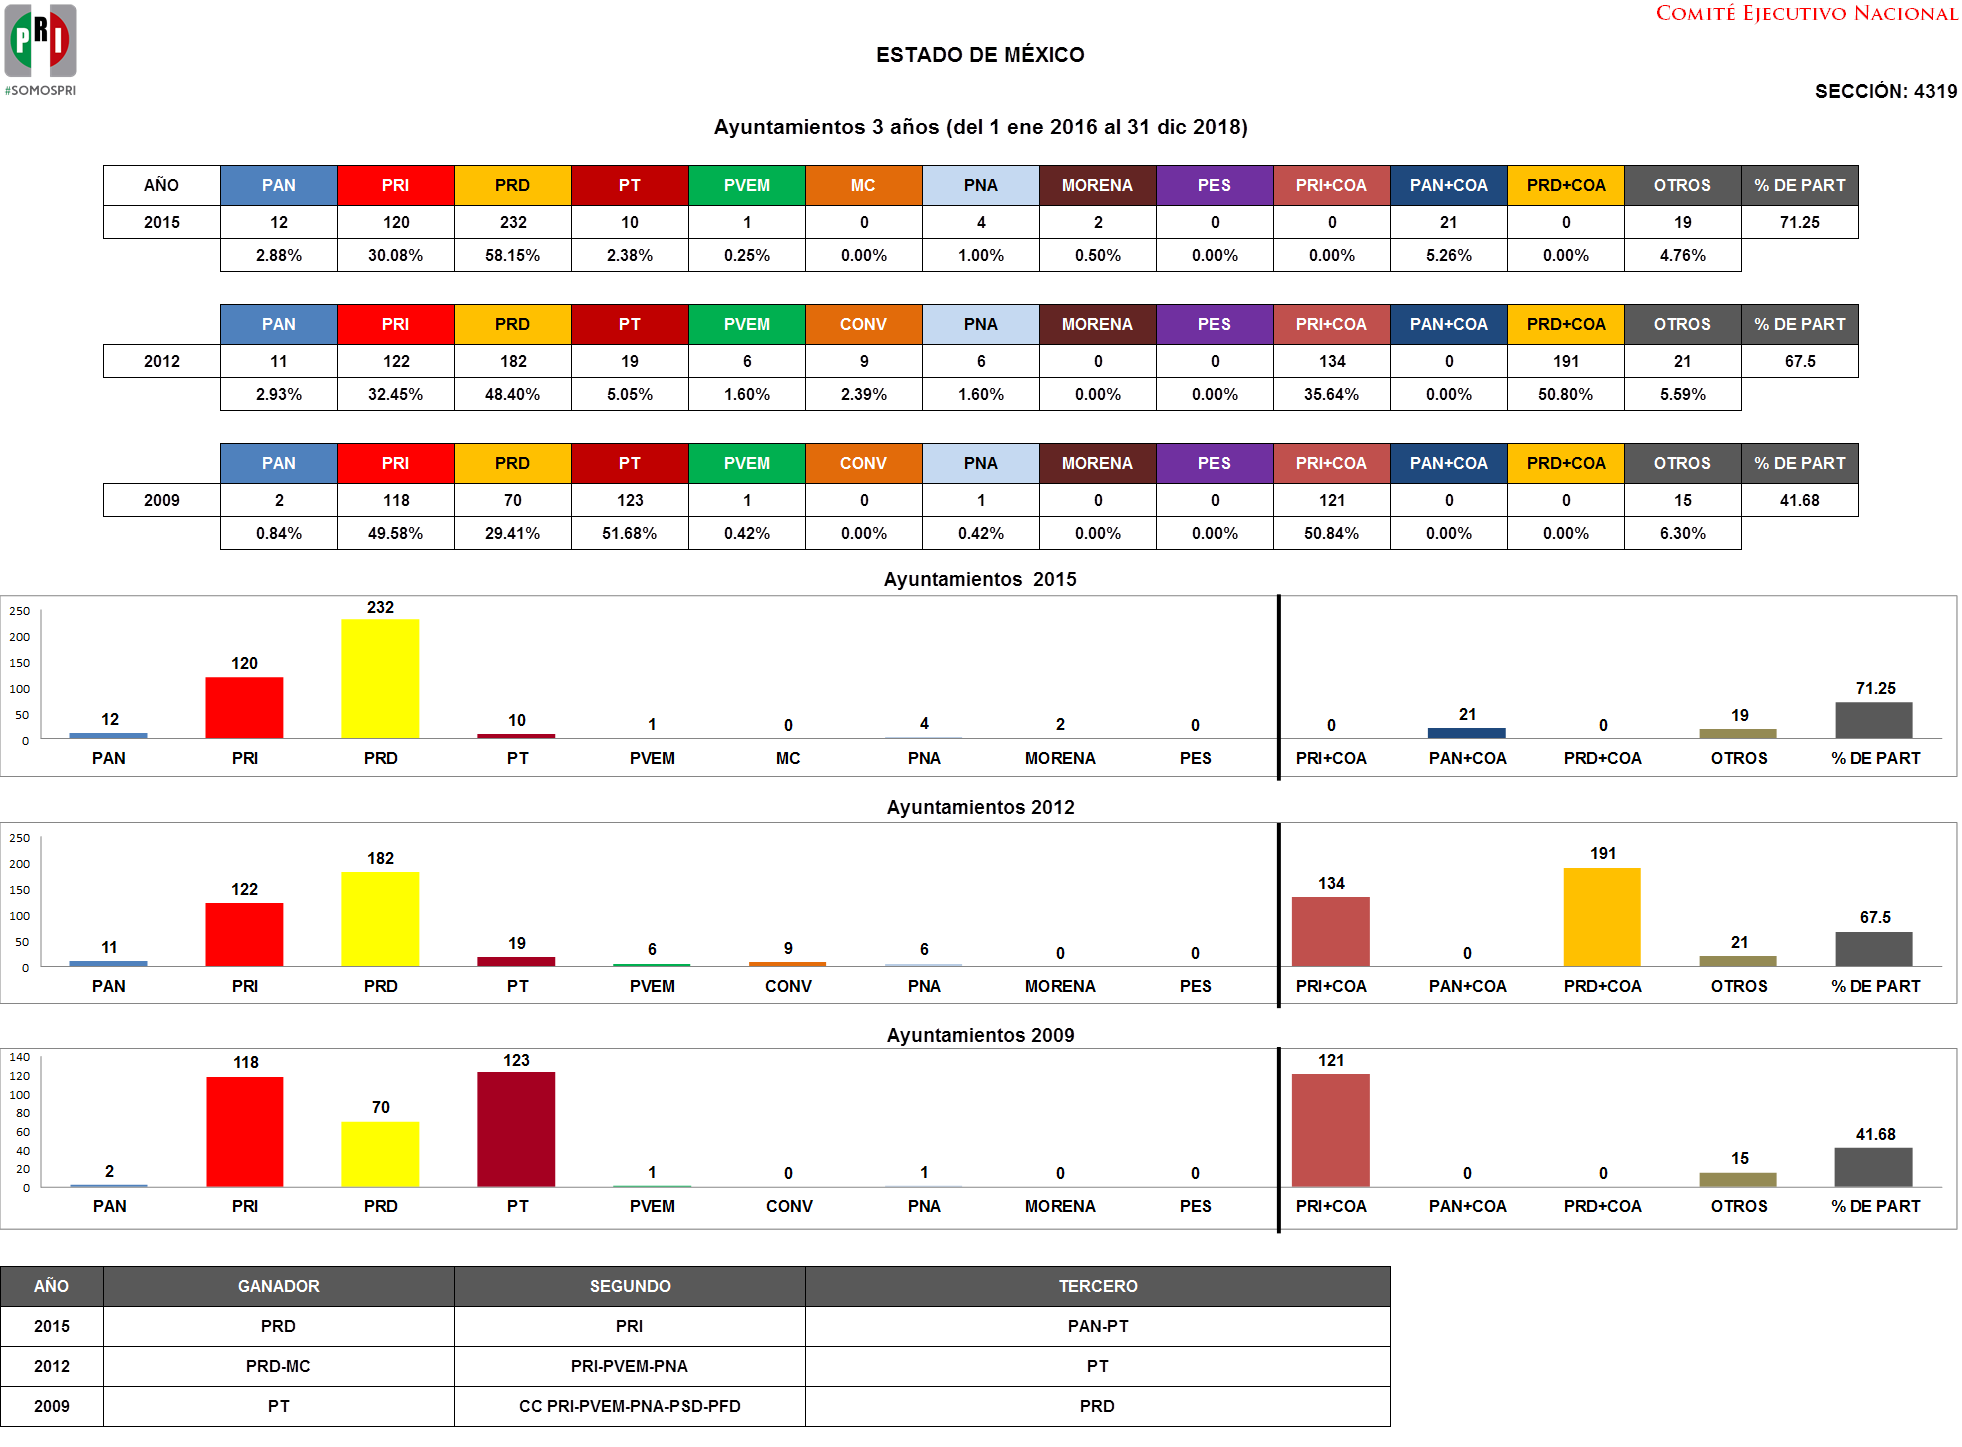 PRI
#SOMOSPRI
COMITÉ EJECUTIVO NACIONAL
ESTADO DE MÉXICO
SECCIÓN: 4319
Ayuntamientos 3 años (del 1 ene 2016 al 31 dic 2018)
AÑO PAN PRI PRD PT PVEM MC PNA MORENA PES PRI+COA PAN+COA PRD+COA OTROS % DE PART
2015 12 120 232 10 1 0 4 2 0 0 21 0 19 71.25
2.88% 30.08% 58.15% 2.38% 0.25% 0.00% 1.00% 0.50% 0.00% 0.00% 5.26% 0.00% 4.76%
PAN PRI PRD PT PVEM CONV PNA MORENA PES PRI+COA PAN+COA PRD+COA OTROS % DE PART
2012 11 122 182 19 6 9 6 0 0 134 0 191 21 67.5
2.93% 32.45% 48.40% 5.05% 1.60% 2.39% 1.60% 0.00% 0.00% 35.64% 0.00% 50.80% 5.59%
PAN PRI PRD PT PVEM CONV PNA MORENA PES PRI+COA PAN+COA PRD+COA OTROS % DE PART
2009 2 118 70 123 1 0 1 0 0 121 0 0 15 41.68
0.84% 49.58% 29.41% 51.68% 0.42% 0.00% 0.42% 0.00% 0.00% 50.84% 0.00% 0.00% 6.30%
Ayuntamientos 2015
250
200
150
100
50
0
12 120 232 10 1 0 4 2 0 0 21 0 19 71.25
PAN PRI PRD PT PVEM MC PNA MORENA PES PRI+COA PAN+COA PRD+COA OTROS % DE PART
Ayuntamientos 2012
250
200
150
100
50
0
11 122 182 19 6 9 6 0 0 134 0 191 21 67.5
PAN PRI PRD PT PVEM CONV PNA MORENA PES PRI+COA PAN+COA PRD+COA OTROS % DE PART
Ayuntamientos 2009
140
120
100
80
60
40
20
0
2 118 70 123 1 0 1 0 0 121 0 0 15 41.68
PAN PRI PRD PT PVEM CONV PNA MORENA PES PRI+COA PAN+COA PRD+COA OTROS % DE PART
AÑO GANADOR SEGUNDO TERCERO
2015 PRD PRI PAN-PT
2012 PRD-MC PRI-PVEM-PNA PT
2009 PT CC PRI-PVEM-PNA-PSD-PFD PRD